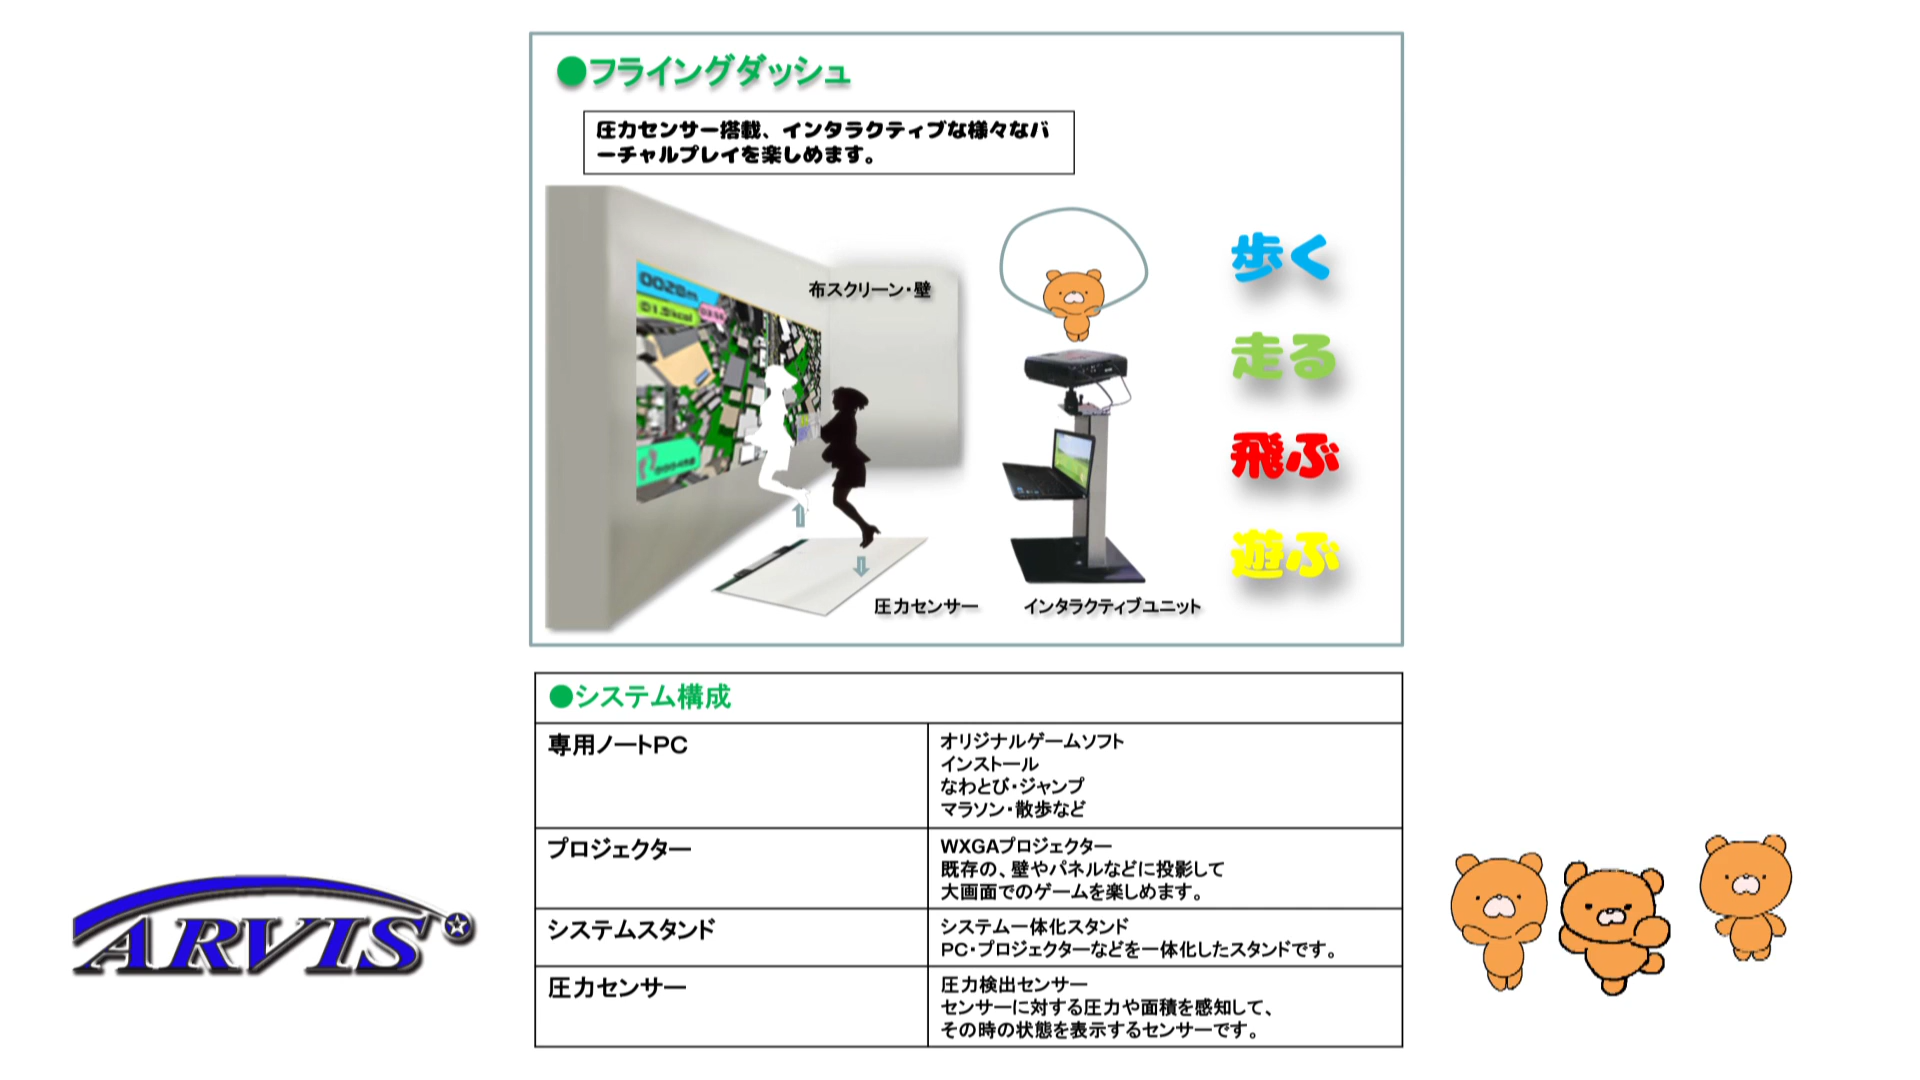 ●フライングダッシュ
圧力センサー搭載、インタラクティブな様々なバ
ーチャルプレイを楽しめます。
0028m
01.5kcal
布スクリーン・壁
歩く
走る
飛ぶ
遊ぶ
圧力センサー
インタラクティブユニット
●システム構成
専用ノートPC
オリジナルゲームソフト
インストール
なわとび・ジャンプ
マラソン・散歩など
プロジェクター
WXGAプロジェクター
既存の、壁やパネルなどに投影して
大画面でのゲームを楽しめます。
システムスタンド
システム一体化スタンド
PC・プロジェクターなどを一体化したスタンドです。
圧力センサー
圧力検出センサー
センサーに対する圧力や面積を感知して、
その時の状態を表示するセンサーです。
ARVIS